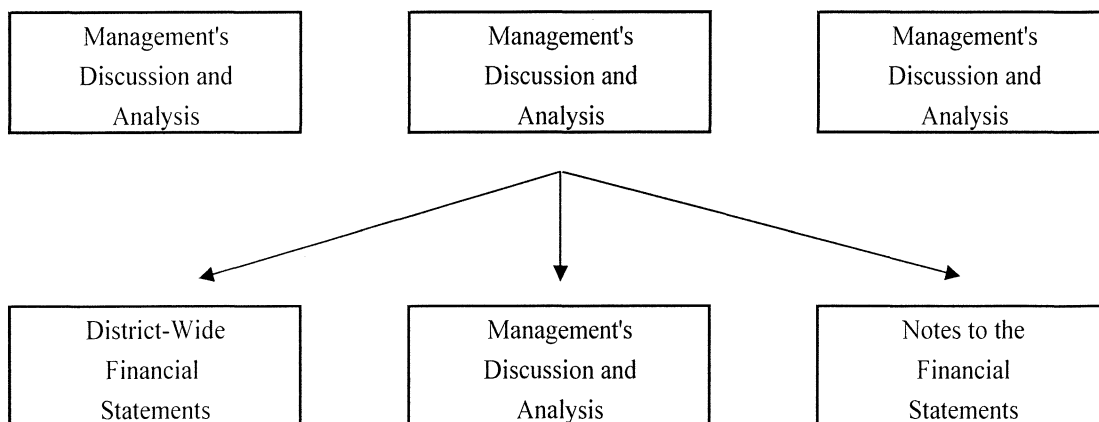 Management's
Discussion and
Analysis
Management's
Discussion and
Analysis
Management's
Discussion and
Analysis
District-Wide
Financial
Statements
Management's
Discussion and
Analysis
Notes to the
Financial
Statements